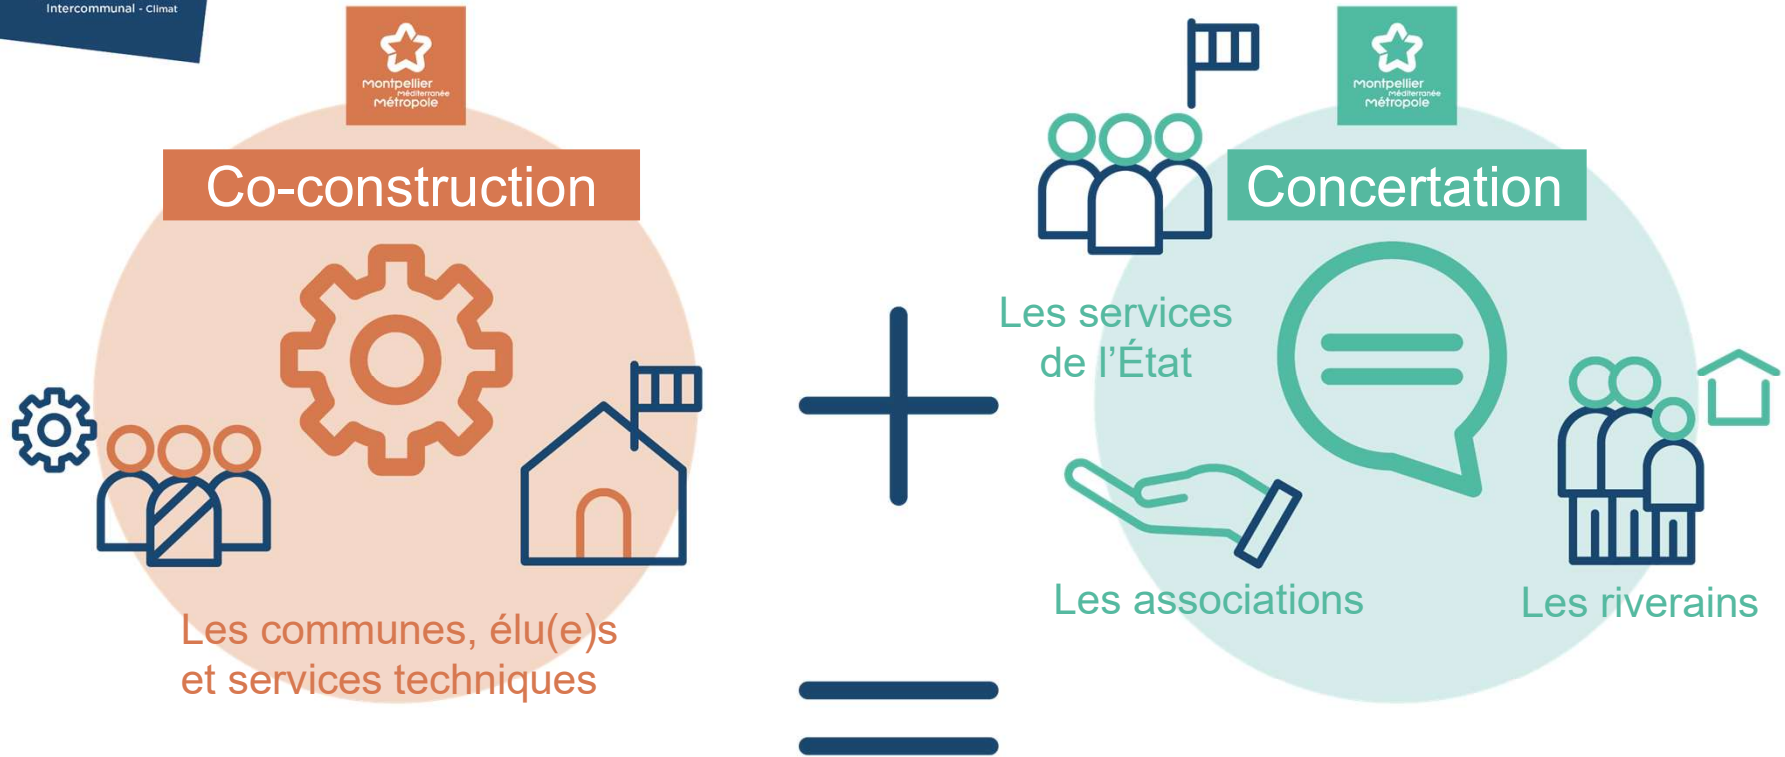 Intercommunal - Climat
montpellier
méditerranée
métropole
Co-construction
Les communes, élu(e)s
et services techniques
montpellier
méditerranée
métropole
Concertation
Les services
de l’État
Les associations
Les riverains